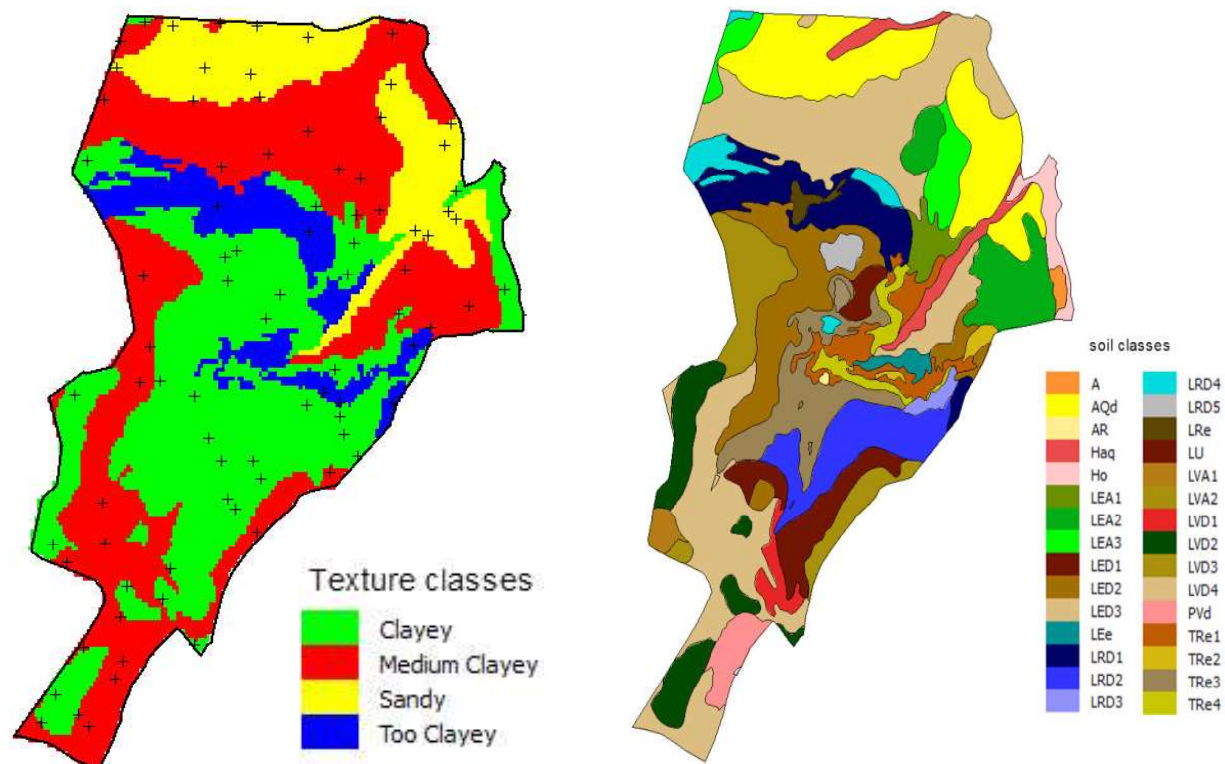 Texture classes
Clayey
Medium Clayey
Sandy
Too Clayey
soil classes
A
AQd
AR
Haq
Ho
LEA1
LEA2
LEA3
LED1
LED2
LED3
LEe
LRD1
LRD2
LRD3
LRD4
LRD5
LRe
LU
LVA1
LVA2
LVD1
LVD2
LVD3
LVD4
PVd
TRe1
TRe2
TRe3
TRe4